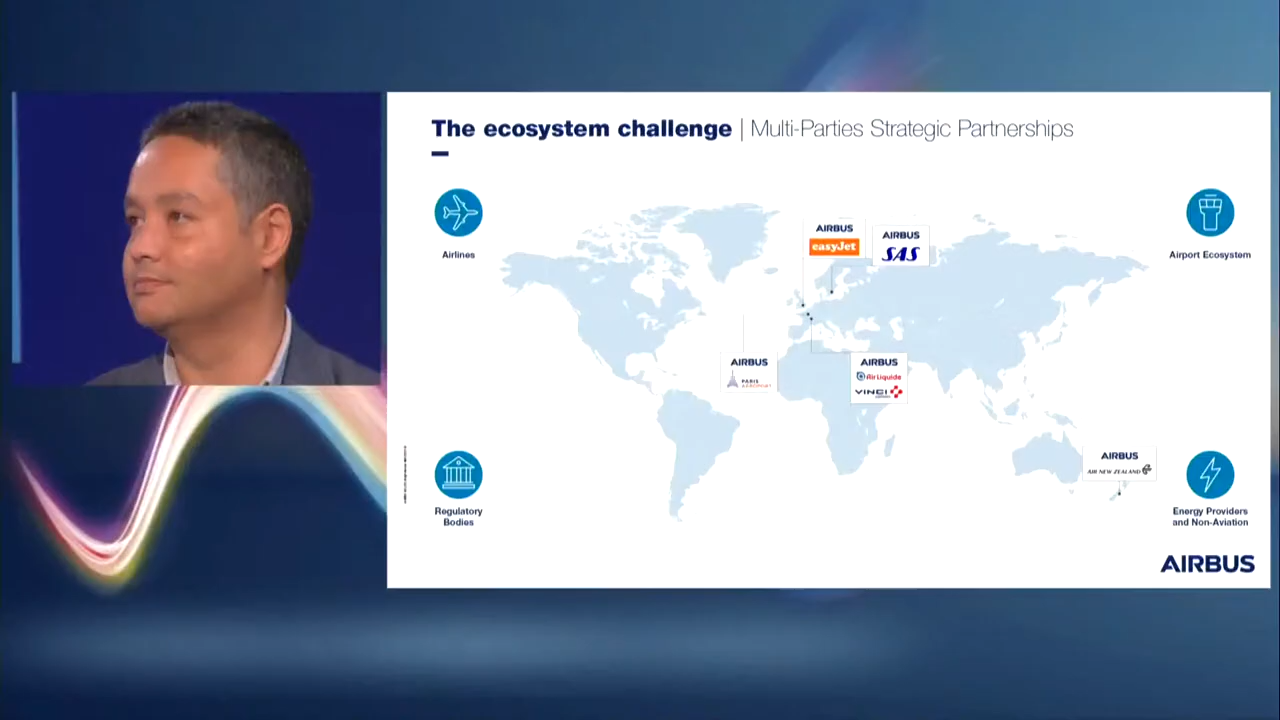 The ecosystem challenge | Multi-Parties Strategic Partnerships
Airlines
Airport Ecosystem
AIRBUS
easyJet
AIRBUS
SAS
AIRBUS
PARIS
AEROPORT
AIRBUS
Air Liquide
VINCI
AIRBUS
AIR NEW ZEALAND
Regulatory
Bodies
Energy Providers
and Non-Aviation
AIRBUS